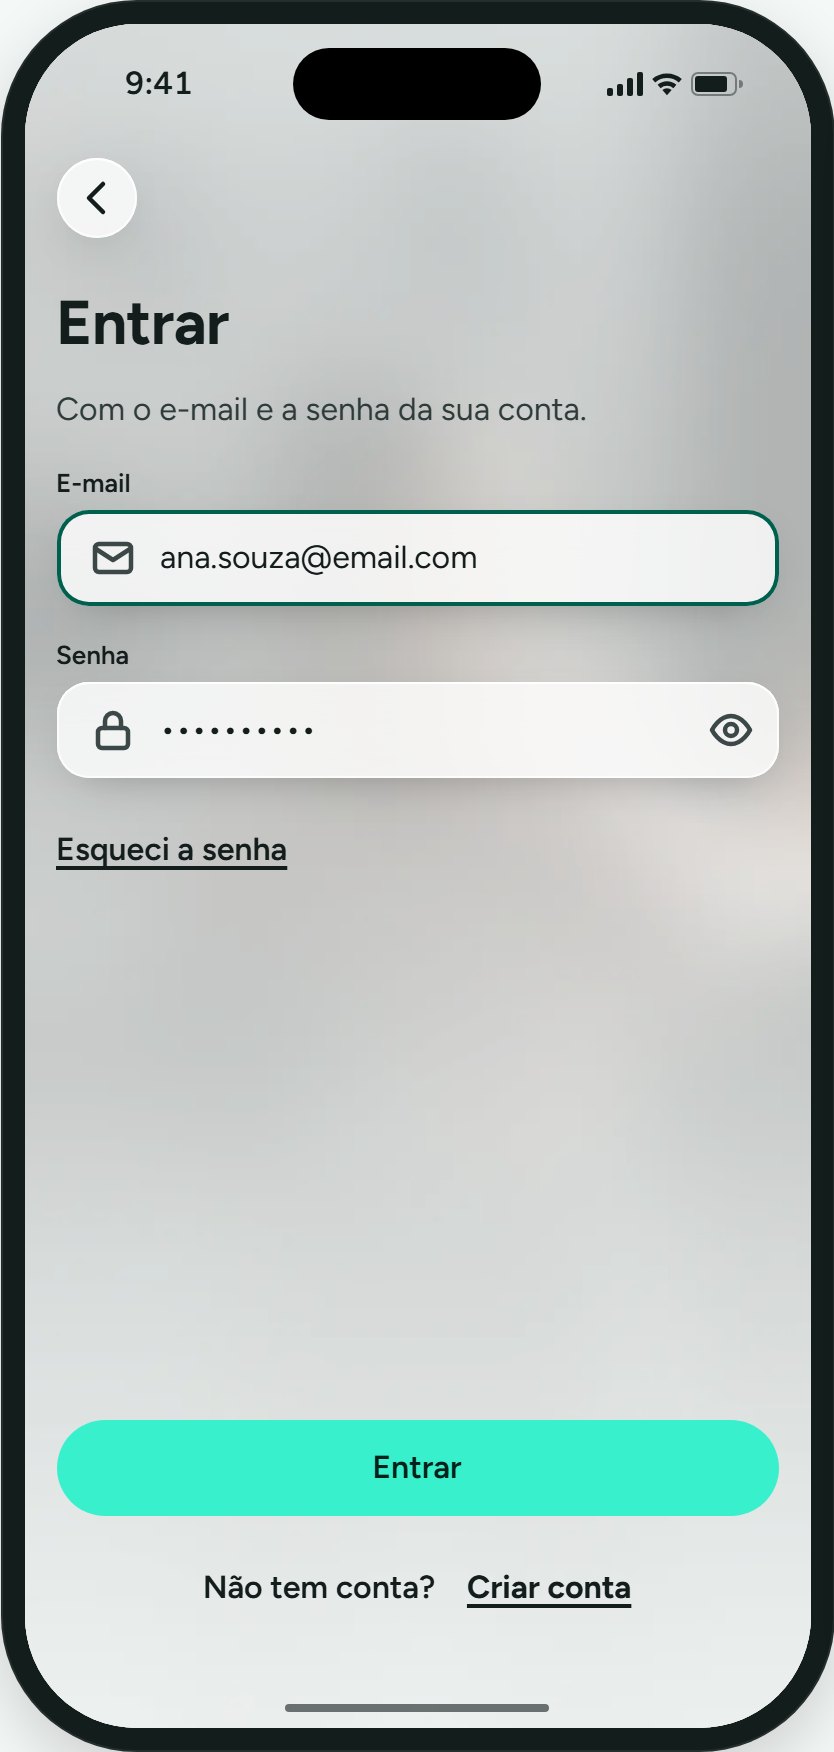 9:41
Entrar
Com o e-mail e a senha da sua conta.
E-mail
ana.souza@email.com
Senha
••••••••••
Esqueci a senha
Entrar
Não tem conta? Criar conta